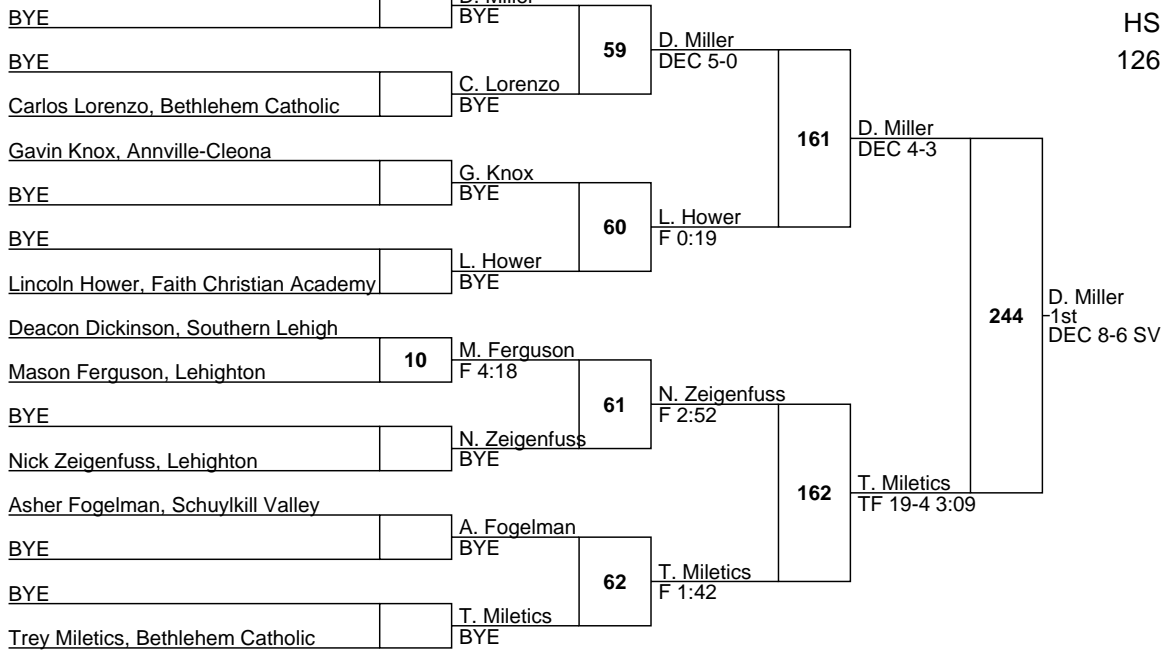 BYE
BYE
BYE
Carlos Lorenzo, Bethlehem Catholic
Gavin Knox, Annville-Cleona
BYE
BYE
Lincoln Hower, Faith Christian Academy
Deacon Dickinson, Southern Lehigh
Mason Ferguson, Lehighton
BYE
Nick Zeigenfuss, Lehighton
Asher Fogelman, Schuylkill Valley
BYE
BYE
Trey Miletics, Bethlehem Catholic
10
C. Lorenzo
BYE
G. Knox
BYE
L. Hower
BYE
M. Ferguson
F 4:18
N. Zeigenfuss
BYE
A. Fogelman
BYE
T. Miletics
BYE
59
60
61
62
D. Miller
DEC 5-0
L. Hower
F 0:19
N. Zeigenfuss
F 2:52
T. Miletics
F 1:42
161
162
D. Miller
DEC 4-3
T. Miletics
TF 19-4 3:09
244
D. Miller
1st
DEC 8-6 SV
HS
126